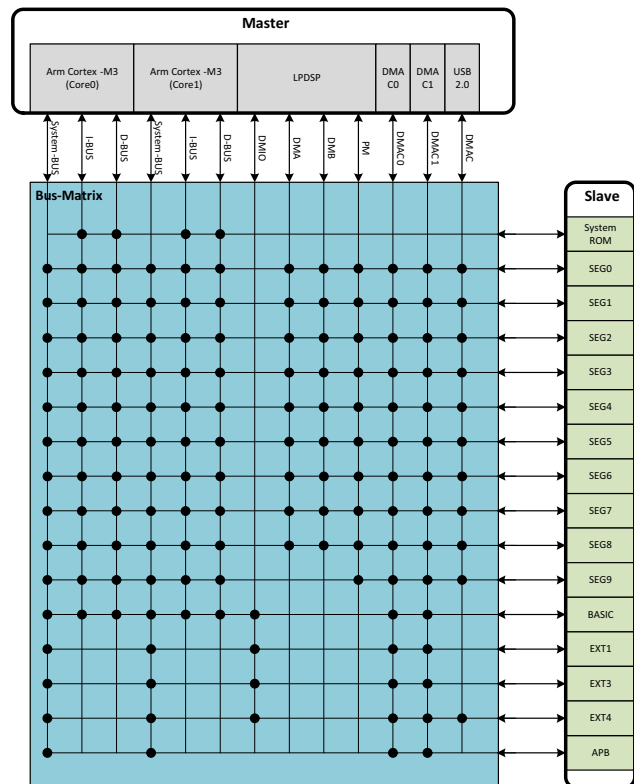 Master
Arm Cortex -M3
(Core0)
Arm Cortex -M3
(Core1)
LPDSP
DMA
C0
DMA
C1
USB
2.0
System-BUS
I-BUS
D-BUS
System-BUS
I-BUS
D-BUS
DMIO
DMA
DMB
PM
DMAC0
DMAC1
DMAC
Bus-Matrix
Slave
System
ROM
SEG0
SEG1
SEG2
SEG3
SEG4
SEG5
SEG6
SEG7
SEG8
SEG9
BASIC
EXT1
EXT3
EXT4
APB